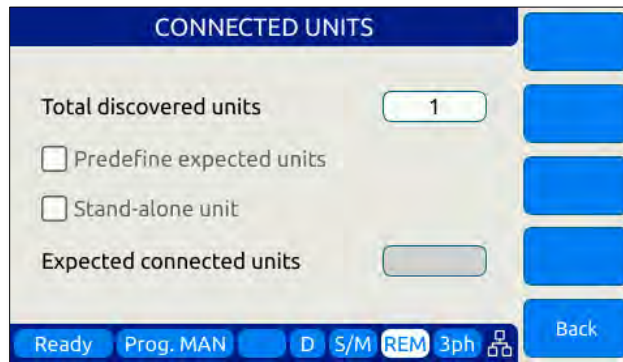 CONNECTED UNITS
Total discovered units 1
Predefine expected units
Stand-alone unit
Expected connected units
Back
Ready Prog. MAN D S/M REM 3ph